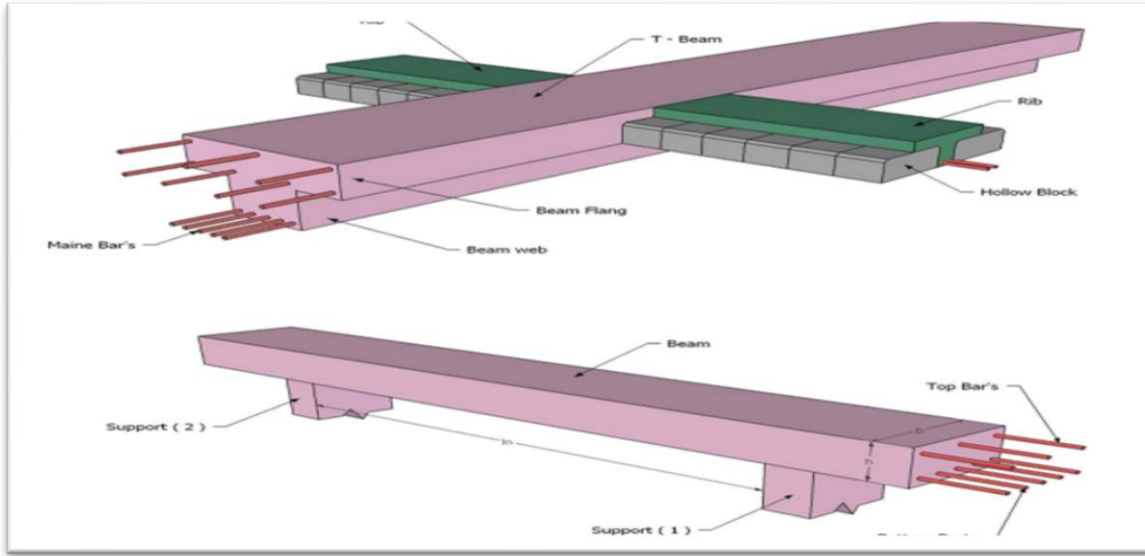 T - Beam
Rib
Hollow Block
Beam Flang
Maine Bar's
Beam web
Beam
Top Bar's
Support ( 2 )
ln
h
Support ( 1 )